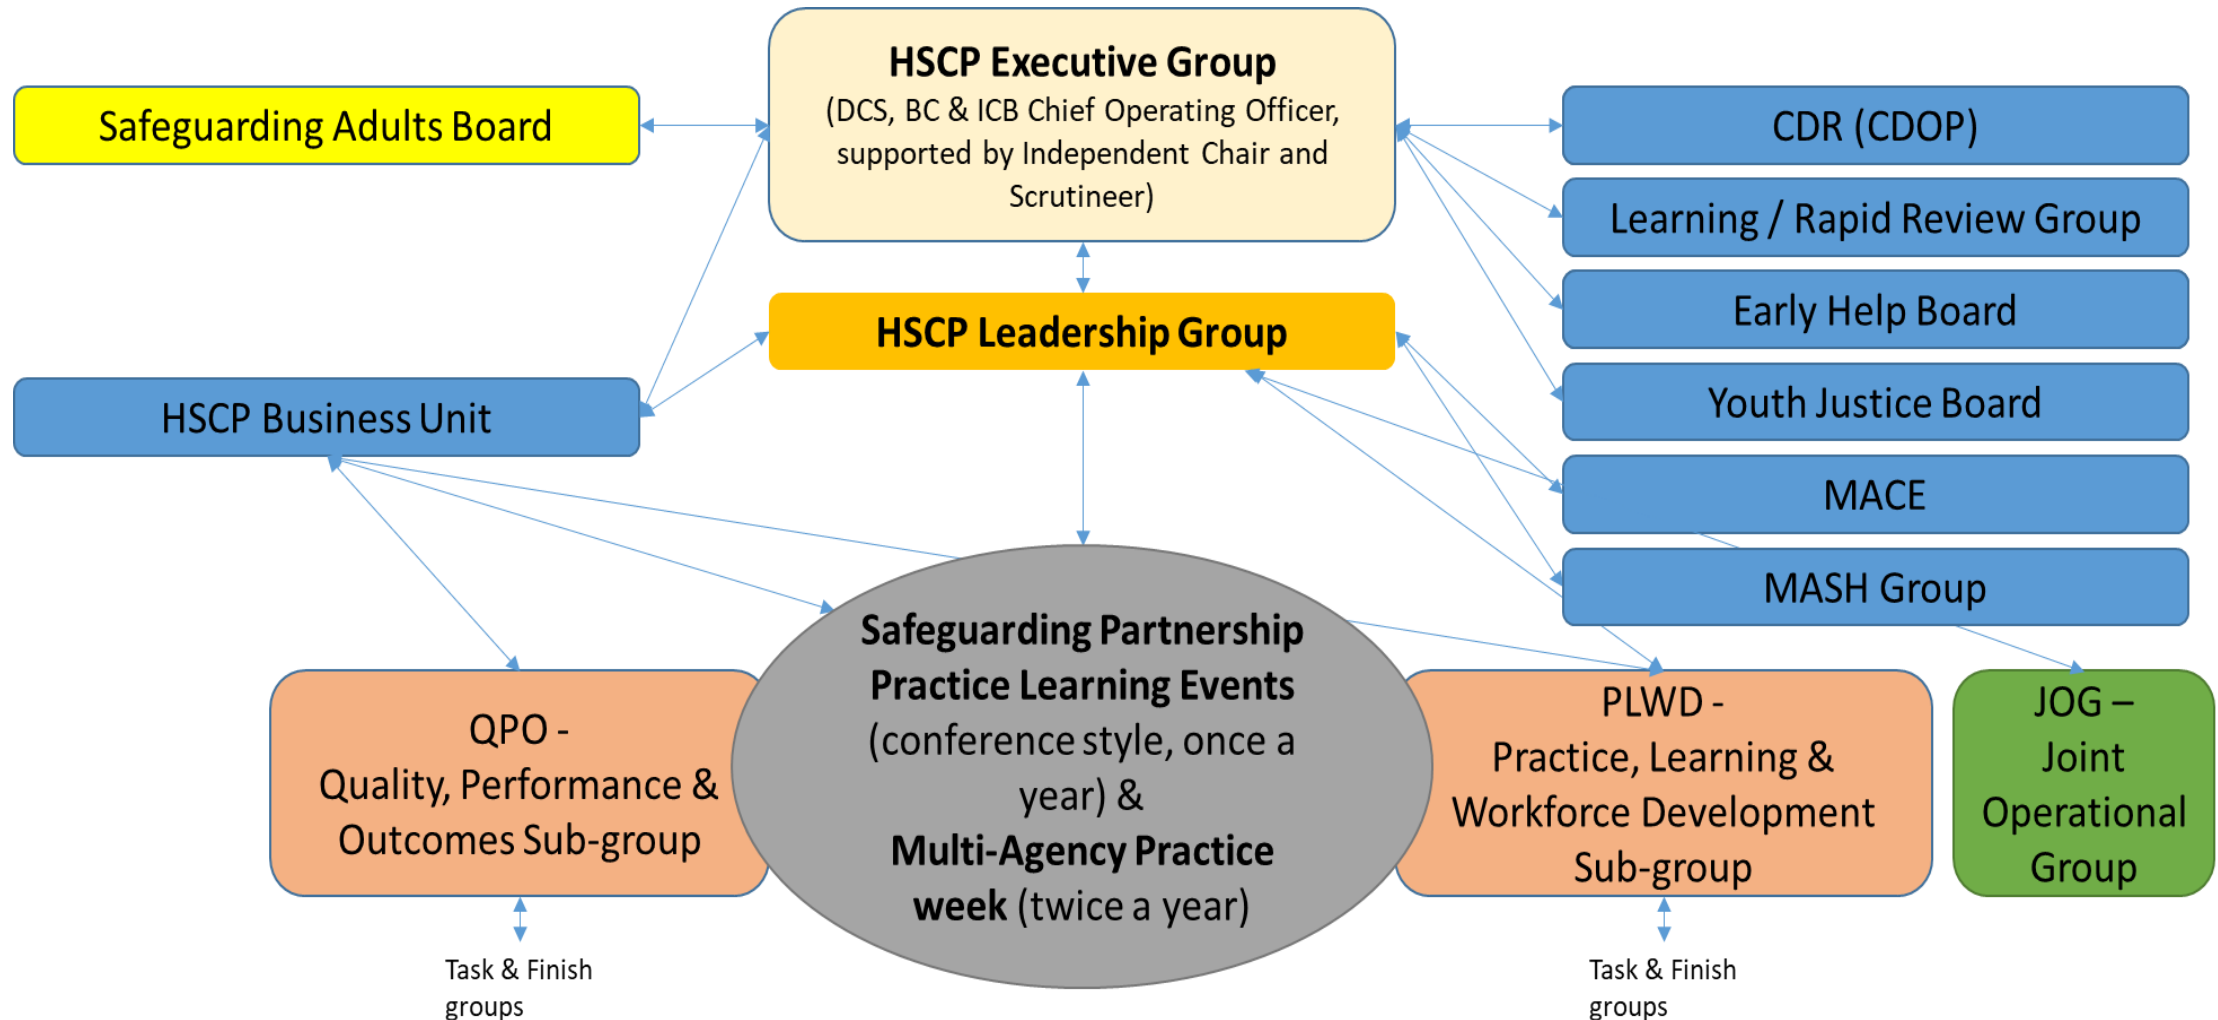 HSCP Executive Group
(DCS, BC & ICB Chief Operating Officer,
supported by Independent Chair and
Scrutineer)
Safeguarding Adults Board
CDR (CDOP)
Learning / Rapid Review Group
Early Help Board
HSCP Leadership Group
HSCP Business Unit
Youth Justice Board
MACE
MASH Group
Safeguarding Partnership
Practice Learning Events
(conference style, once a
year) &
Multi-Agency Practice
week (twice a year)
QPO -
Quality, Performance &
Outcomes Sub-group
PLWD -
Practice, Learning &
Workforce Development
Sub-group
JOG –
Joint
Operational
Group
Task & Finish
groups
Task & Finish
groups